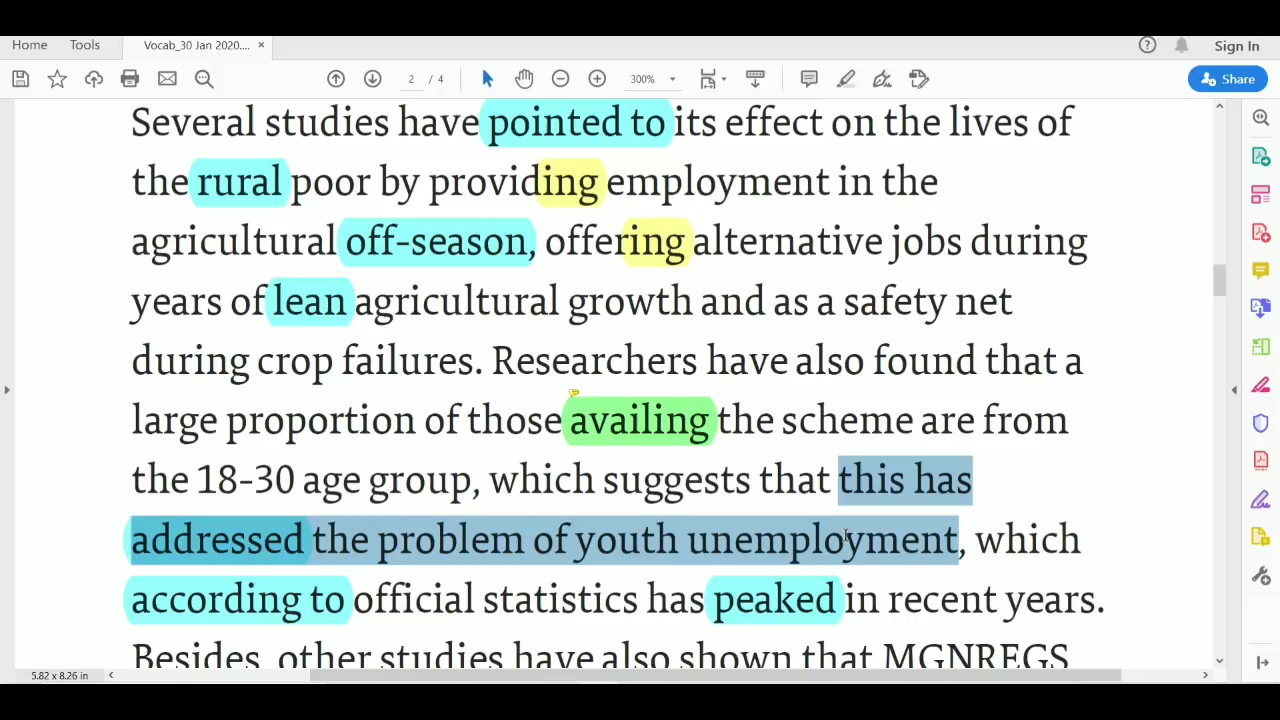 Home Tools Vocab_30 Jan 2020.... × Sign In
2 / 4 300% Share
Several studies have pointed to its effect on the lives of
the rural poor by providing employment in the
agricultural off-season, offering alternative jobs during
years of lean agricultural growth and as a safety net
during crop failures. Researchers have also found that a
large proportion of those availing the scheme are from
the 18-30 age group, which suggests that this has
addressed the problem of youth unemployment, which
according to official statistics has peaked in recent years.
Besides, other studies have also shown that MGNREGS
5.82 x 8.26 in